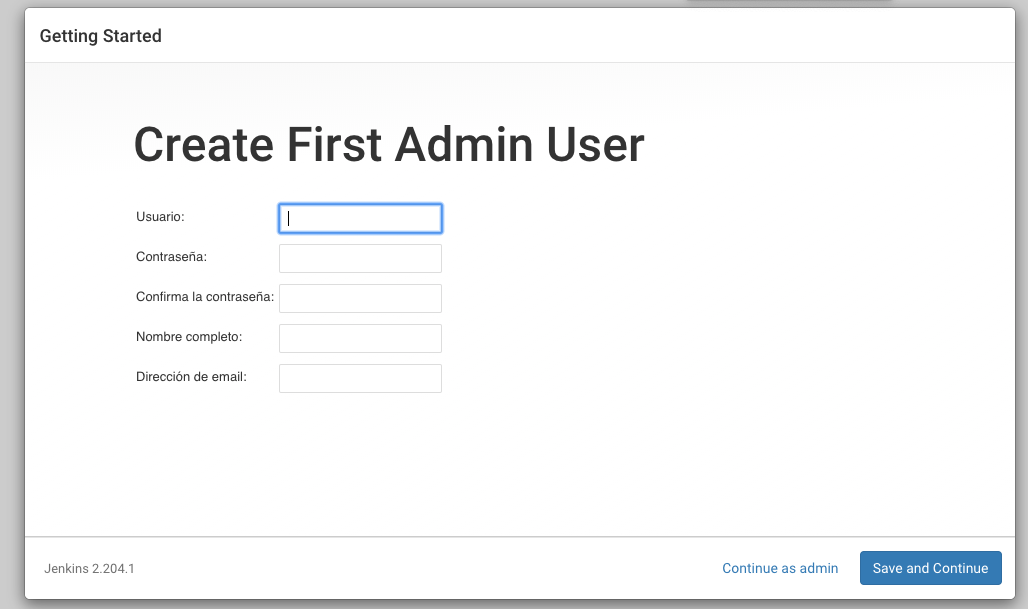 Getting Started
Create First Admin User
Usuario:
Contraseña:
Confirma la contraseña:
Nombre completo:
Dirección de email:
Jenkins 2.204.1
Continue as admin
Save and Continue